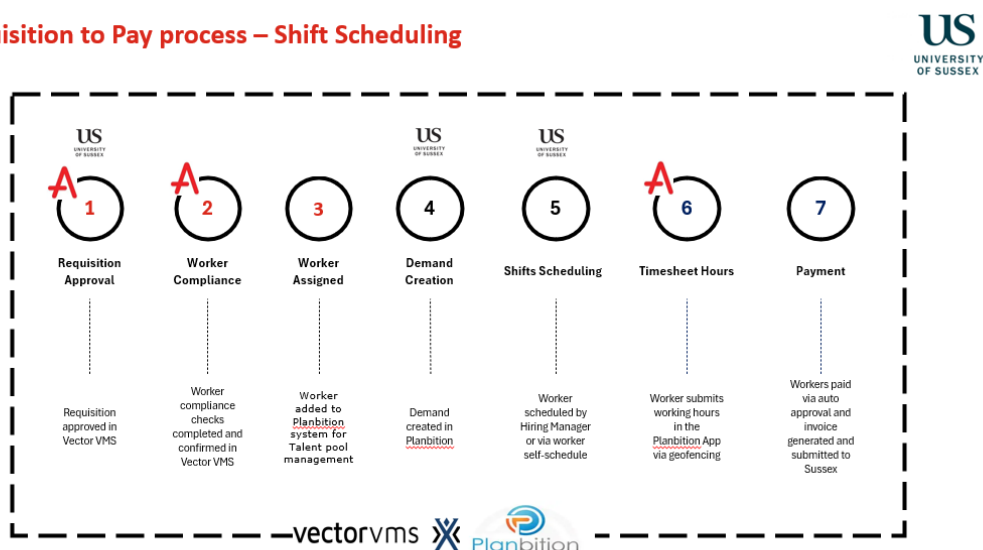 isition to Pay process – Shift Scheduling
US
UNIVERSITY
OF SUSSEX
US
UNIVERSITY
OF SUSSEX
US
UNIVERSITY
OF SUSSEX
US
UNIVERSITY
OF SUSSEX
1
2
3
4
5
6
7
Requisition
Approval
Worker
Compliance
Worker
Assigned
Demand
Creation
Shifts Scheduling
Timesheet Hours
Payment
Requisition
approved in
Vector VMS
Worker
compliance
checks
completed and
confirmed in
Vector VMS
Worker
added to
Planbition
system for
Talent pool
management
Demand
created in
Planbition
Worker
scheduled by
Hiring Manager
or via worker
self-schedule
Worker submits
working hours
in the
Planbition App
via geofencing
Workers paid
via auto
approval and
invoice
generated and
submitted to
Sussex
vectorvms
Planbition